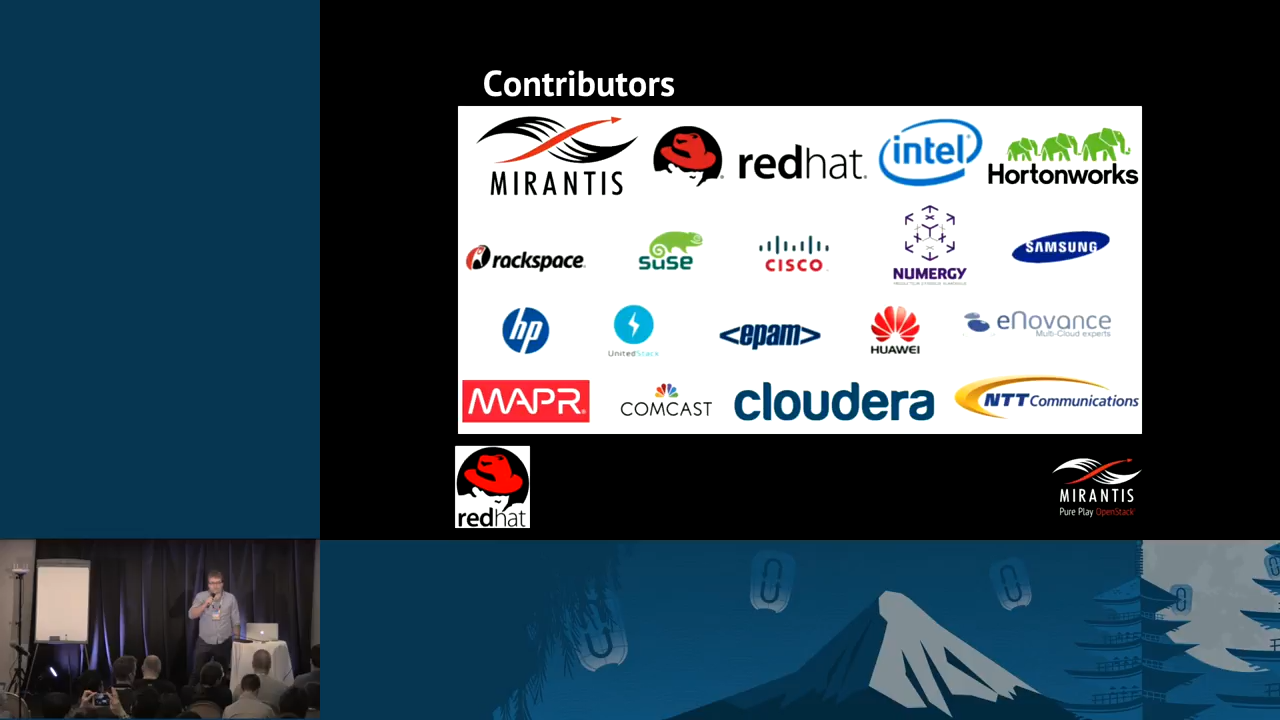 Contributors
MIRANTIS
redhat.
intel
Hortonworks
rackspace.
suse
CISCO
NUMERGY
SAMSUNG
hp
UnitedStack
<epam>
HUAWEI
eNovance
Multi-Cloud experts
MAPR
COMCAST
cloudera
NTT Communications
redhat
MIRANTIS
Pure Play OpenStack